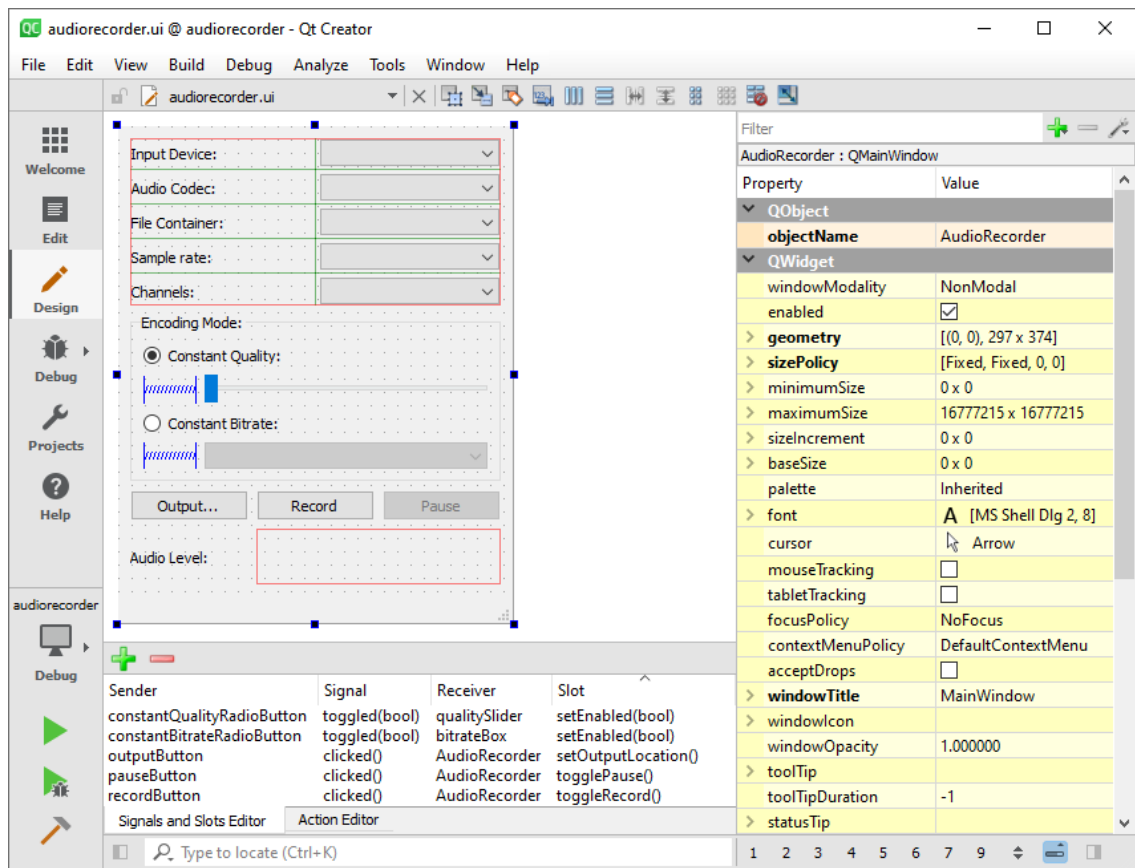 QC audiorecorder.ui @ audiorecorder - Qt Creator
File Edit View Build Debug Analyze Tools Window Help
audiorecorder.ui
Welcome
Edit
Design
Debug
Projects
Help
audiorecorder
Debug
Input Device:
Audio Codec:
File Container:
Sample rate:
Channels:
Encoding Mode:
Constant Quality:
Constant Bitrate:
Output... Record Pause
Audio Level:
Sender Signal Receiver Slot
constantQualityRadioButton toggled(bool) qualitySlider setEnabled(bool)
constantBitrateRadioButton toggled(bool) bitrateBox setEnabled(bool)
outputButton clicked() AudioRecorder setOutputLocation()
pauseButton clicked() AudioRecorder togglePause()
recordButton clicked() AudioRecorder toggleRecord()
Signals and Slots Editor Action Editor
Filter
AudioRecorder : QMainWindow
Property Value
QObject
objectName AudioRecorder
QWidget
windowModality NonModal
enabled
geometry [(0, 0), 297 x 374]
sizePolicy [Fixed, Fixed, 0, 0]
minimumSize 0 x 0
maximumSize 16777215 x 16777215
sizeIncrement 0 x 0
baseSize 0 x 0
palette Inherited
font A [MS Shell Dlg 2, 8]
cursor Arrow
mouseTracking
tabletTracking
focusPolicy NoFocus
contextMenuPolicy DefaultContextMenu
acceptDrops
windowTitle MainWindow
windowIcon
windowOpacity 1.000000
toolTip
toolTipDuration -1
statusTip
Type to locate (Ctrl+K) 1 2 3 4 5 6 7 9